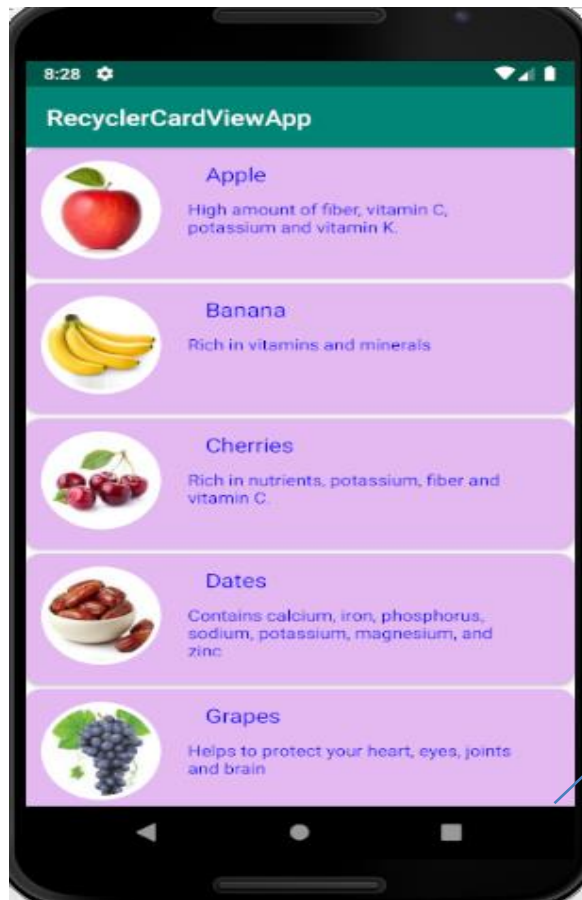 8:28
RecyclerCardViewApp
Apple
High amount of fiber, vitamin C,
potassium and vitamin K.
Banana
Rich in vitamins and minerals
Cherries
Rich in nutrients, potassium, fiber and
vitamin C.
Dates
Contains calcium, iron, phosphorus,
sodium, potassium, magnesium, and
zinc
Grapes
Helps to protect your heart, eyes, joints
and brain